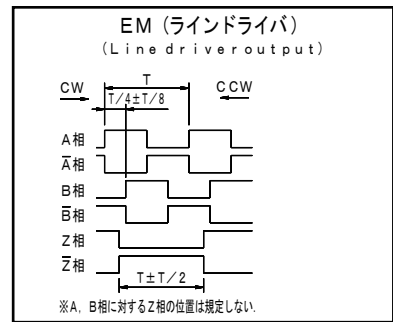 EM (ラインドライバ)
(Line driver output)
T
CW
CCW
T/4±T/8
A相
A̅相
B相
B̅相
Z相
Z̅相
T±T/2
※A, B相に対するZ相の位置は規定しない.